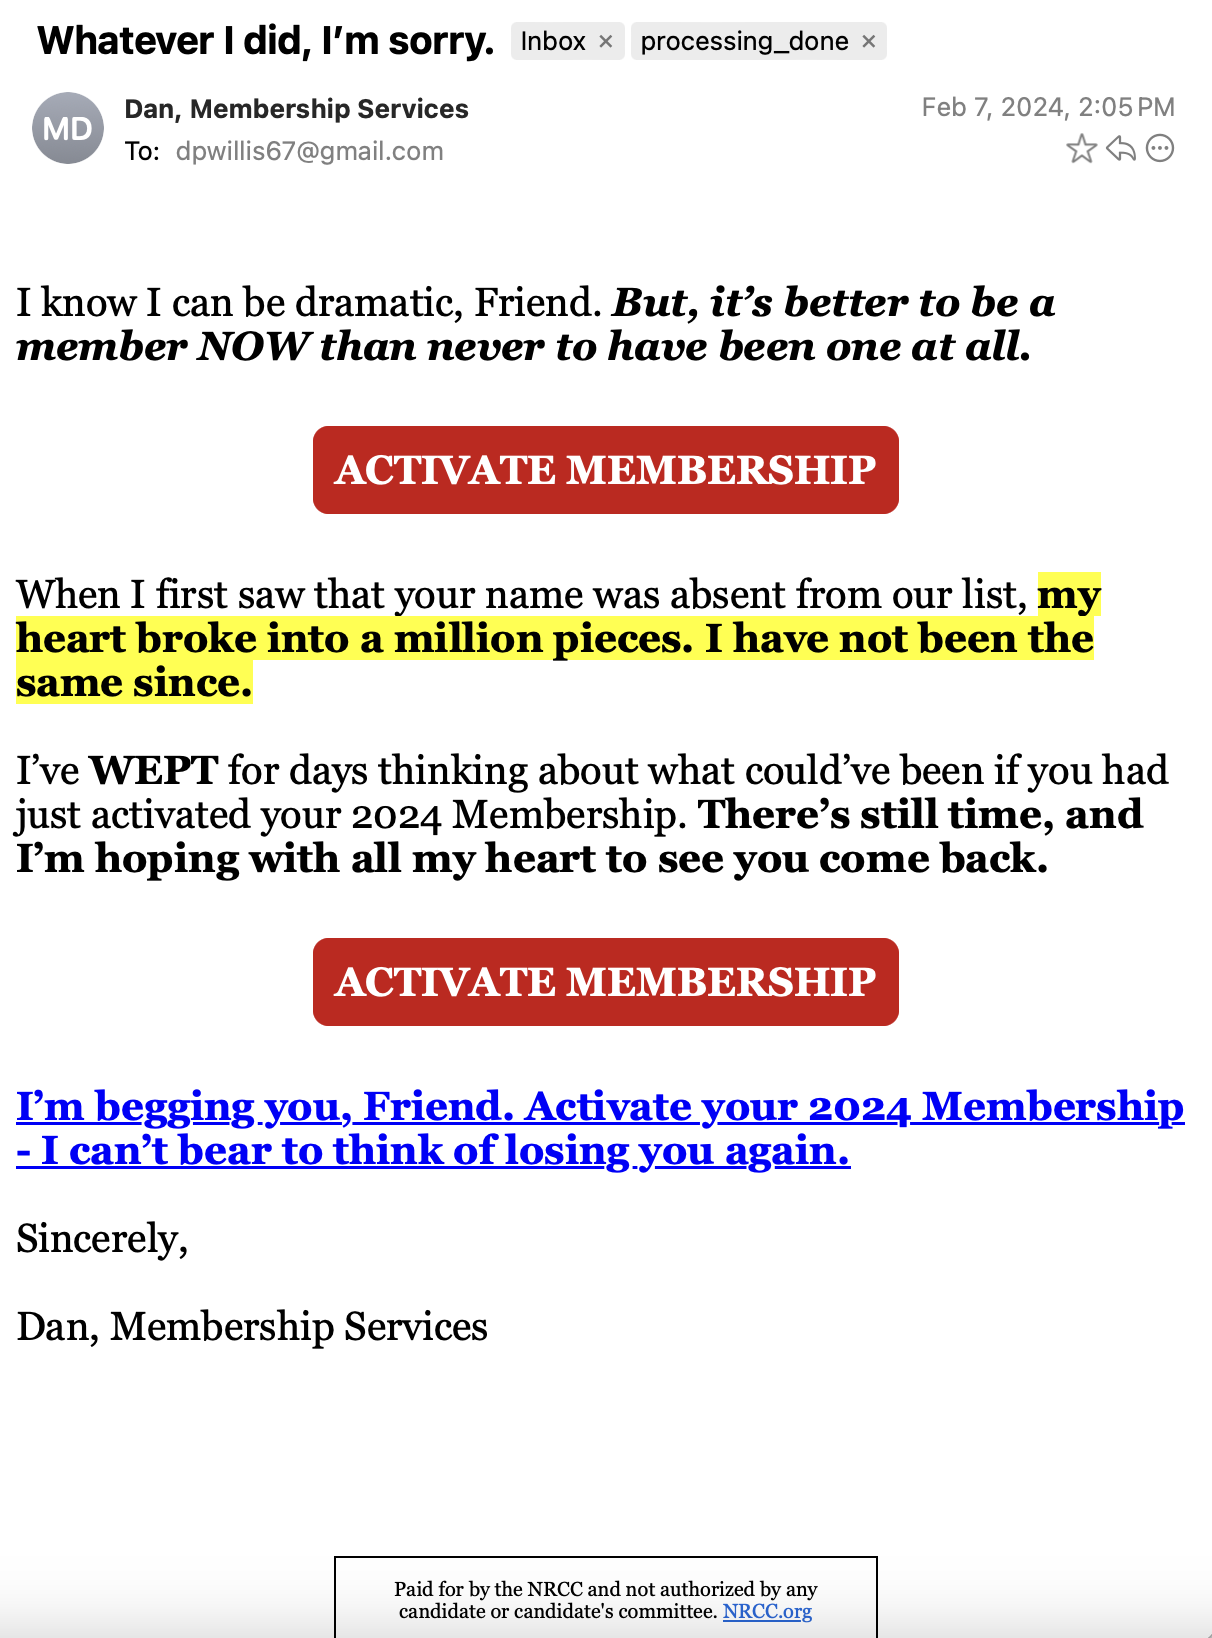 Whatever I did, I’m sorry. Inbox × processing_done ×
MD
Dan, Membership Services
Feb 7, 2024, 2:05 PM
To: dpwillis67@gmail.com
I know I can be dramatic, Friend. But, it’s better to be a
member NOW than never to have been one at all.
ACTIVATE MEMBERSHIP
When I first saw that your name was absent from our list, my
heart broke into a million pieces. I have not been the
same since.
I’ve WEPT for days thinking about what could’ve been if you had
just activated your 2024 Membership. There’s still time, and
I’m hoping with all my heart to see you come back.
ACTIVATE MEMBERSHIP
I’m begging you, Friend. Activate your 2024 Membership
- I can’t bear to think of losing you again.
Sincerely,
Dan, Membership Services
Paid for by the NRCC and not authorized by any
candidate or candidate's committee. NRCC.org